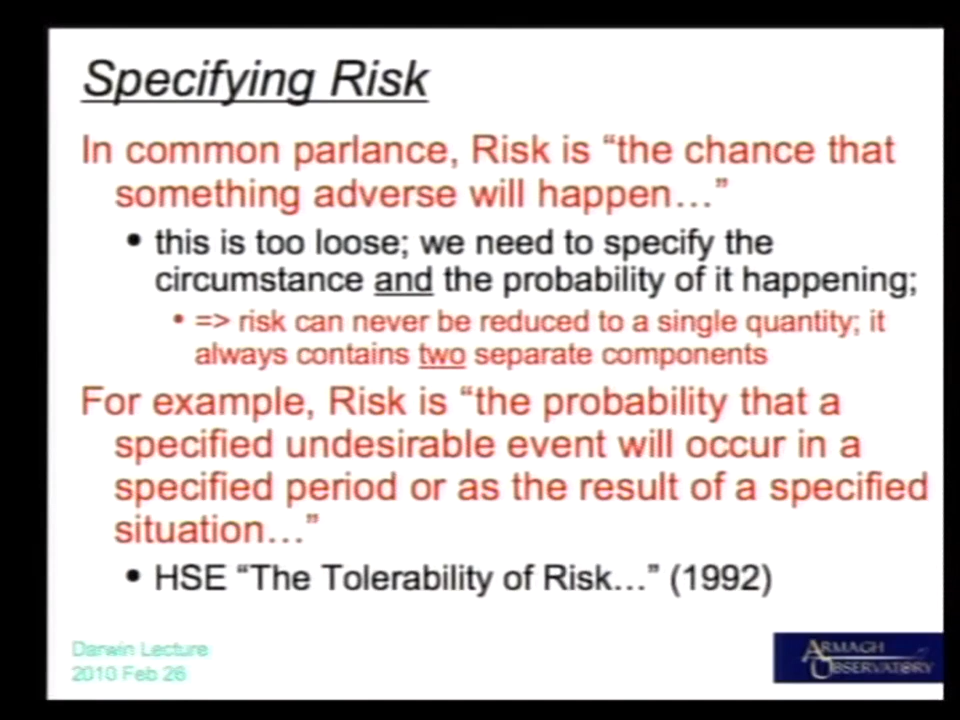 Specifying Risk
In common parlance, Risk is “the chance that
something adverse will happen…”
• this is too loose; we need to specify the
circumstance and the probability of it happening;
• => risk can never be reduced to a single quantity; it
always contains two separate components
For example, Risk is “the probability that a
specified undesirable event will occur in a
specified period or as the result of a specified
situation…”
• HSE “The Tolerability of Risk…” (1992)
Darwin Lecture
2010 Feb 26
ARMAGH
OBSERVATORY